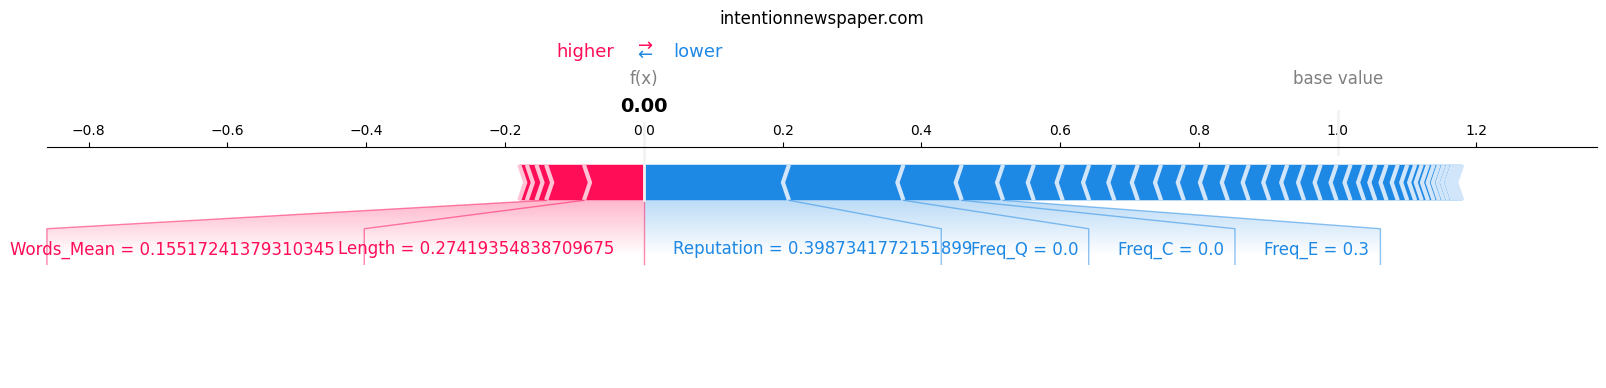 intentionnewspaper.com
higher ⇄ lower
f(x) base value
0.00
−0.8 −0.6 −0.4 −0.2 0.0 0.2 0.4 0.6 0.8 1.0 1.2
Words_Mean = 0.15517241379310345 Length = 0.27419354838709675 Reputation = 0.3987341772151899 Freq_Q = 0.0 Freq_C = 0.0 Freq_E = 0.3